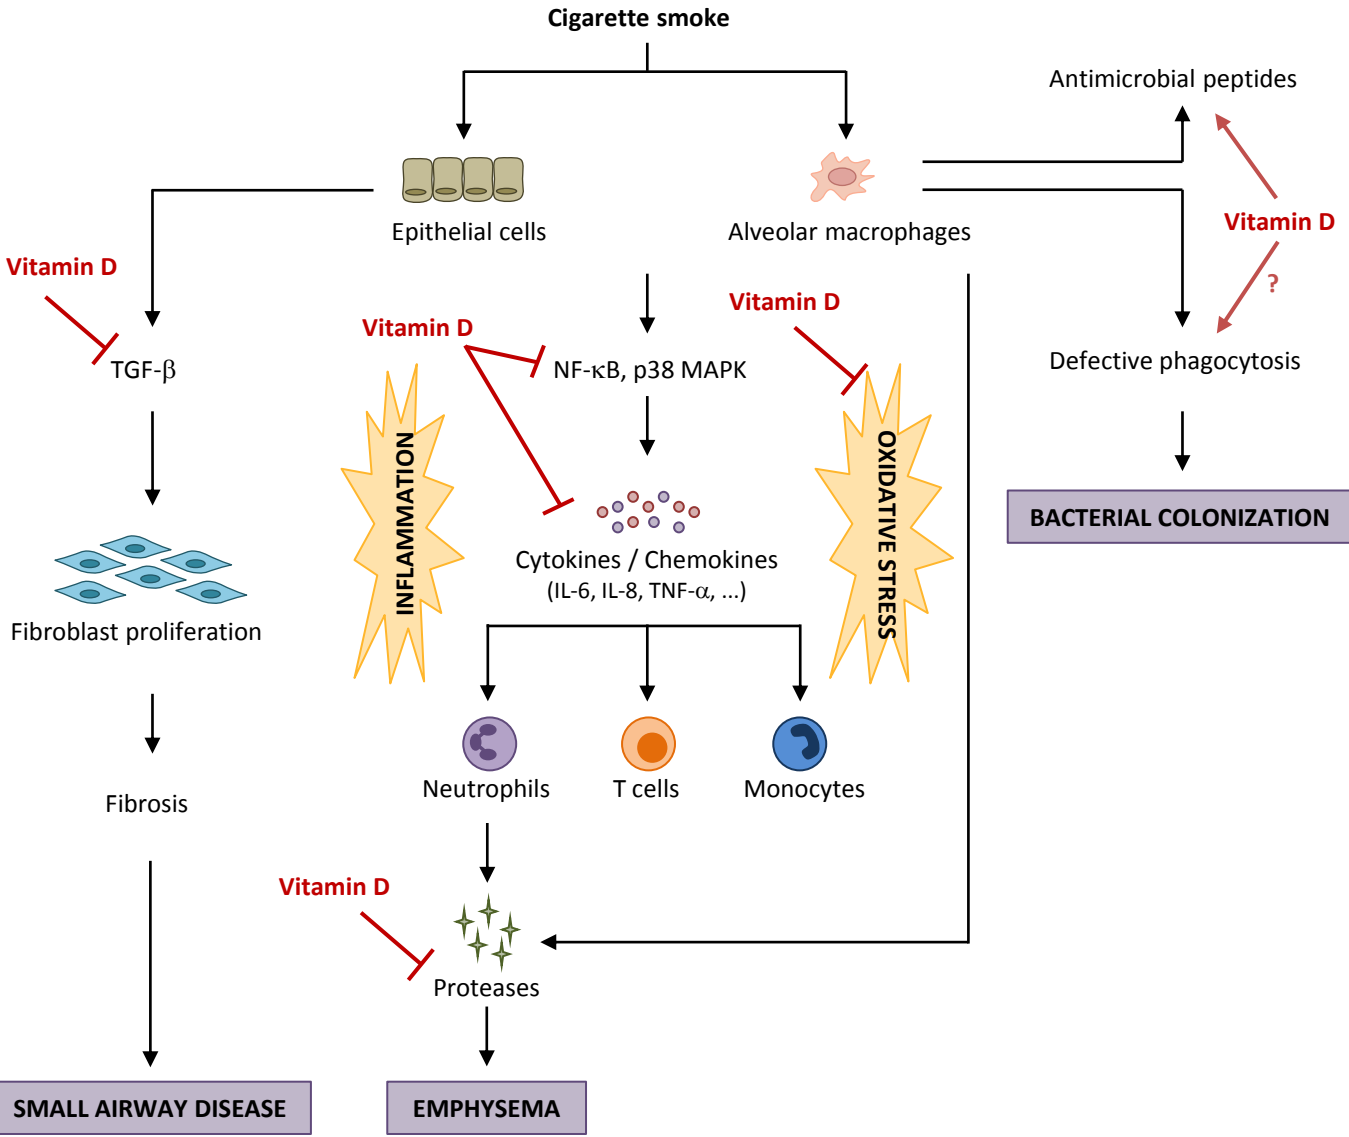 Cigarette smoke
Antimicrobial peptides
Epithelial cells
Alveolar macrophages
Vitamin D
Vitamin D
?
Vitamin D
Vitamin D
TGF-β
NF-κB, p38 MAPK
Defective phagocytosis
INFLAMMATION
OXIDATIVE STRESS
BACTERIAL COLONIZATION
Cytokines / Chemokines
(IL-6, IL-8, TNF-α, ...)
Fibroblast proliferation
Neutrophils
T cells
Monocytes
Fibrosis
Vitamin D
Proteases
SMALL AIRWAY DISEASE
EMPHYSEMA